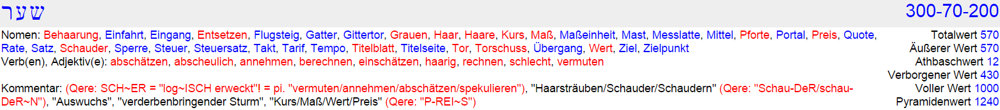 שער 300-70-200
Nomen: Behaarung, Einfahrt, Eingang, Entsetzen, Flugsteig, Gatter, Gittertor, Grauen, Haar, Haare, Kurs, Maß, Maßeinheit, Mast, Messlatte, Mittel, Pforte, Portal, Preis, Quote, Totalwert 570
Rate, Satz, Schauder, Sperre, Steuer, Steuersatz, Takt, Tarif, Tempo, Titelblatt, Titelseite, Tor, Torschuss, Übergang, Wert, Ziel, Zielpunkt Äußerer Wert 570
Verb(en), Adjektiv(e): abschätzen, abscheulich, annehmen, berechnen, einschätzen, haarig, rechnen, schlecht, vermuten Athbaschwert 12
Verborgener Wert 430
Kommentar: (Qere: SCH~ER = "log~ISCH erweckt"! = pi. "vermuten/annehmen/abschätzen/spekulieren"), "Haarsträuben/Schauder/Schaudern" (Qere: "Schau-DeR/schau- Voller Wert 1000
DeR~N"), "Auswuchs", "verderbenbringender Sturm", "Kurs/Maß/Wert/Preis" (Qere: "P-REI~S") Pyramidenwert 1240